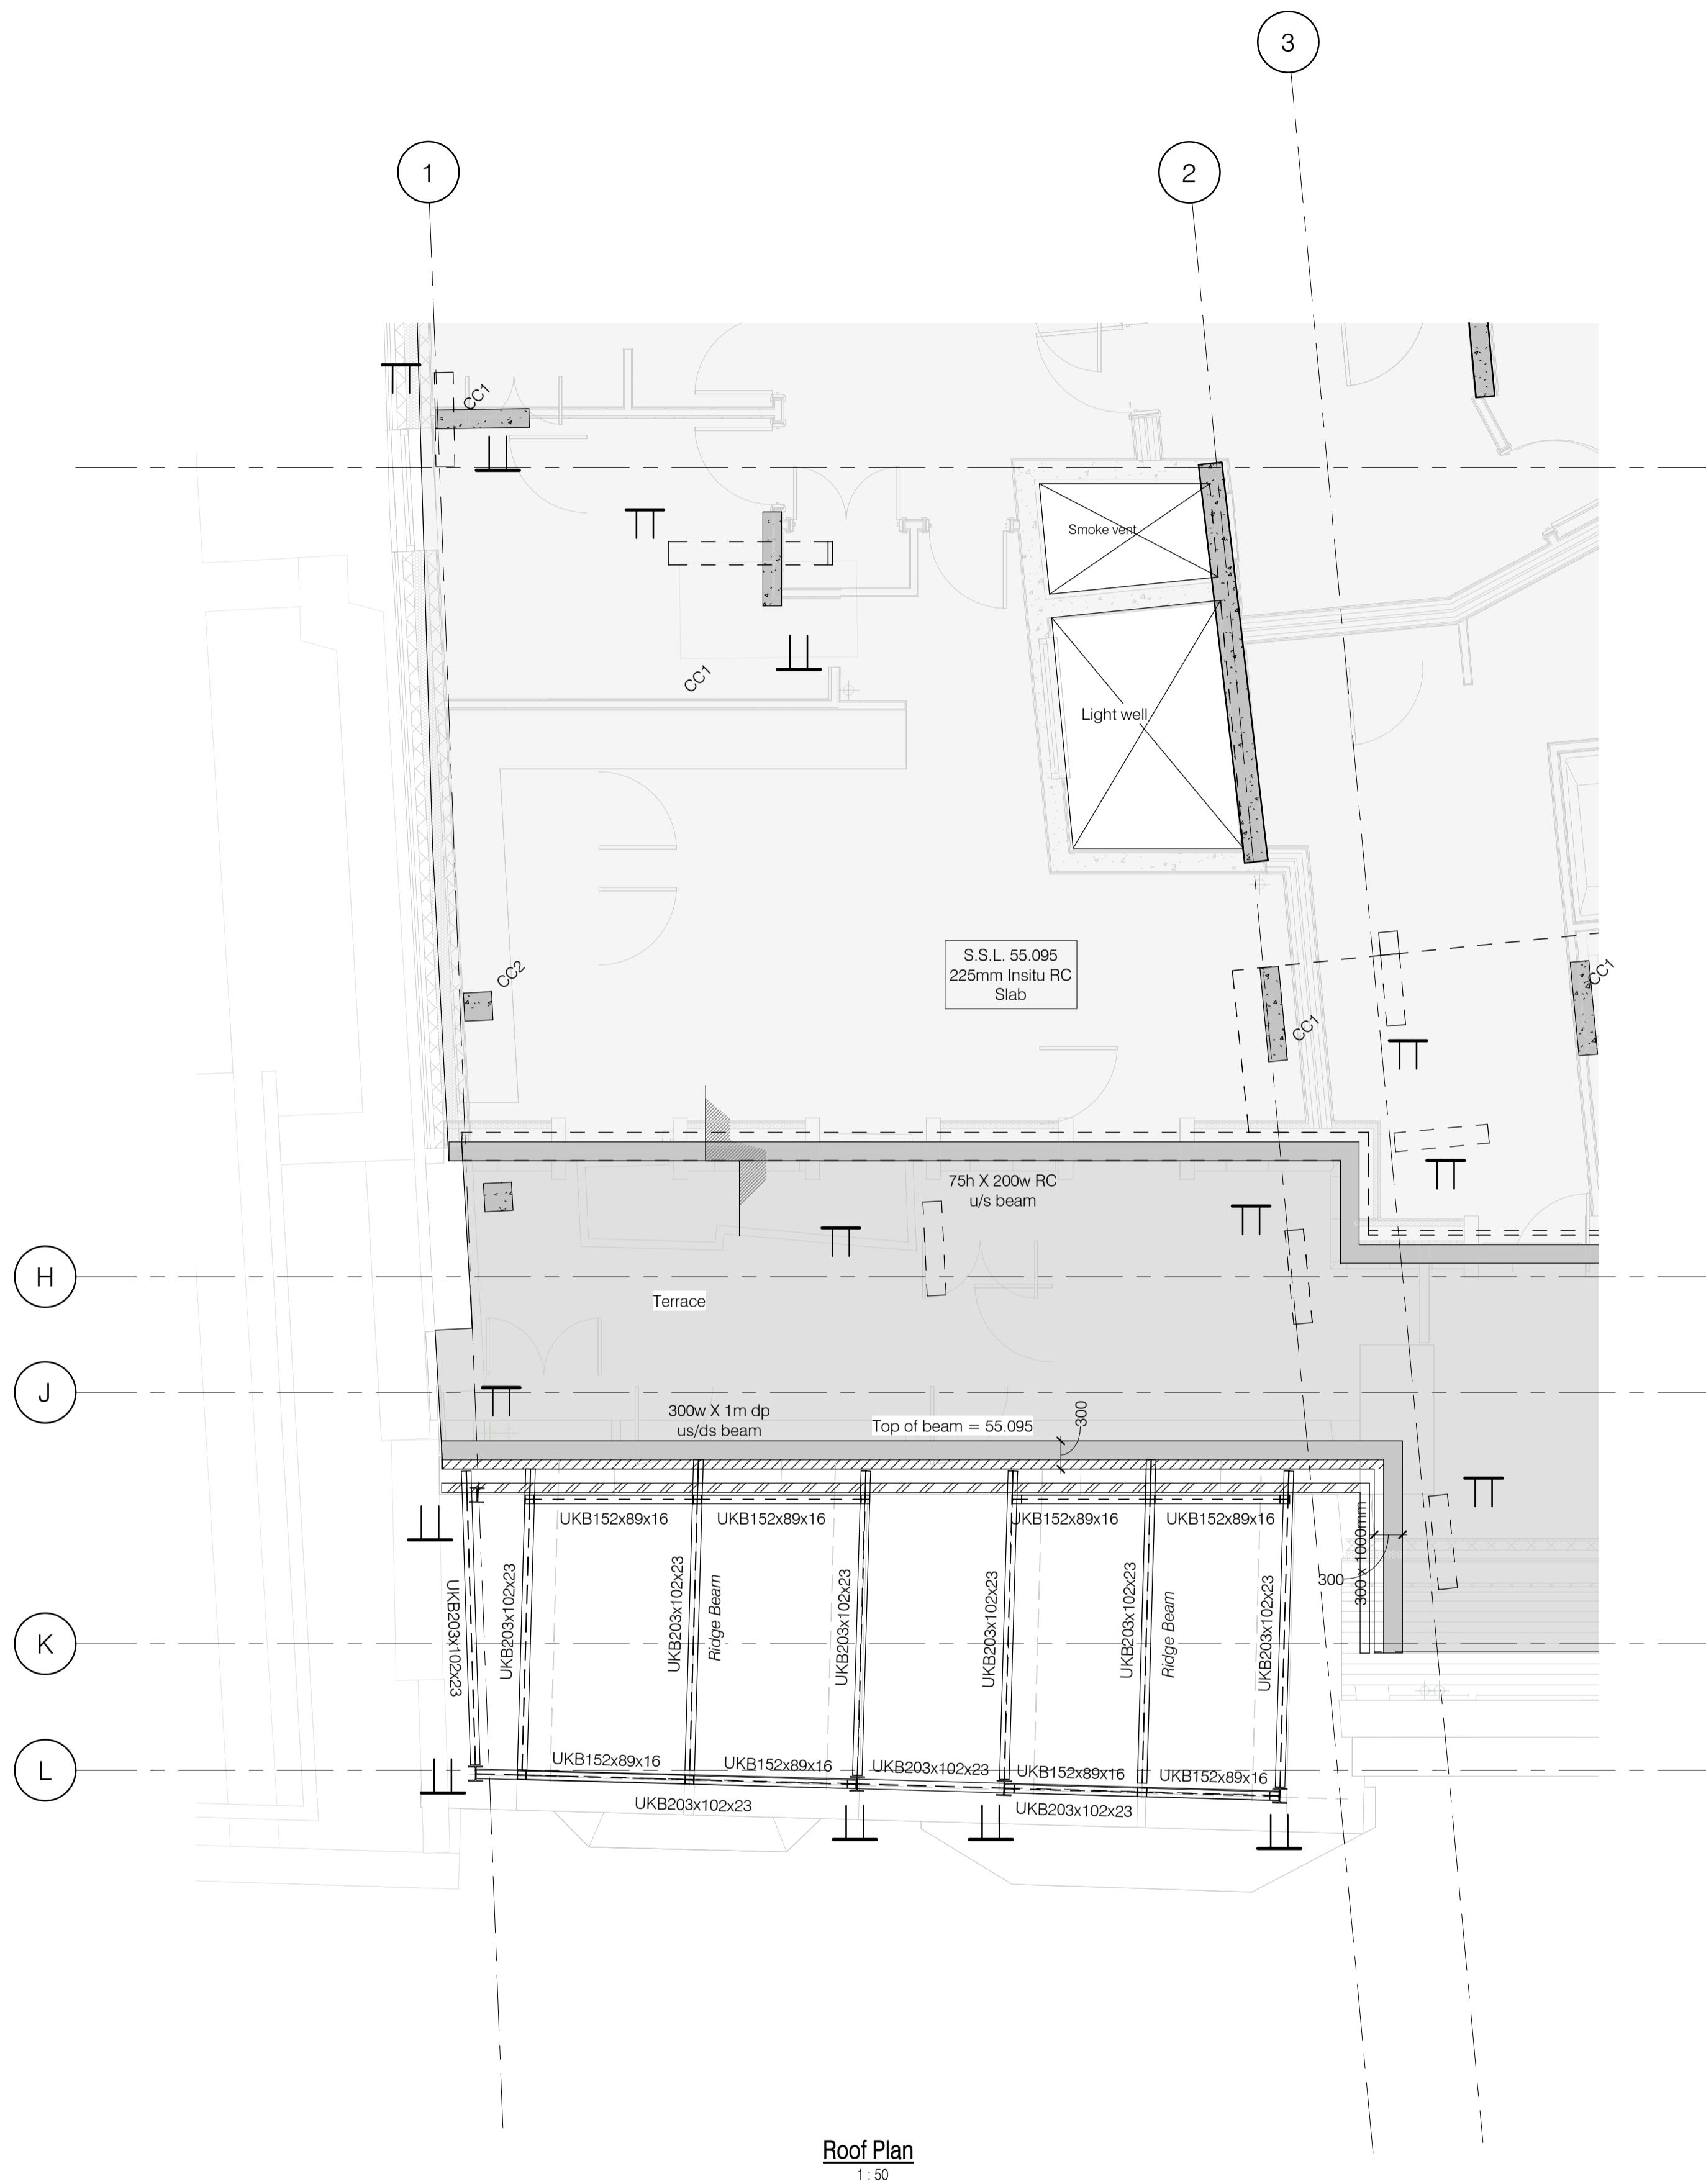 3
1
2
CC1
Smoke vent
CC1
Light well
CC2
S.S.L. 55.095
225mm Insitu RC
Slab
CC1
CC1
75h X 200w RC
u/s beam
H
Terrace
J
300w X 1m dp
us/ds beam
Top of beam = 55.095
300
UKB152x89x16
UKB152x89x16
UKB152x89x16
UKB152x89x16
300 x 1000mm
300
UKB203x102x23
UKB203x102x23
UKB203x102x23
Ridge Beam
UKB203x102x23
UKB203x102x23
UKB203x102x23
Ridge Beam
UKB203x102x23
K
L
UKB152x89x16
UKB152x89x16
UKB203x102x23
UKB152x89x16
UKB152x89x16
UKB203x102x23
UKB203x102x23
Roof Plan
1 : 50